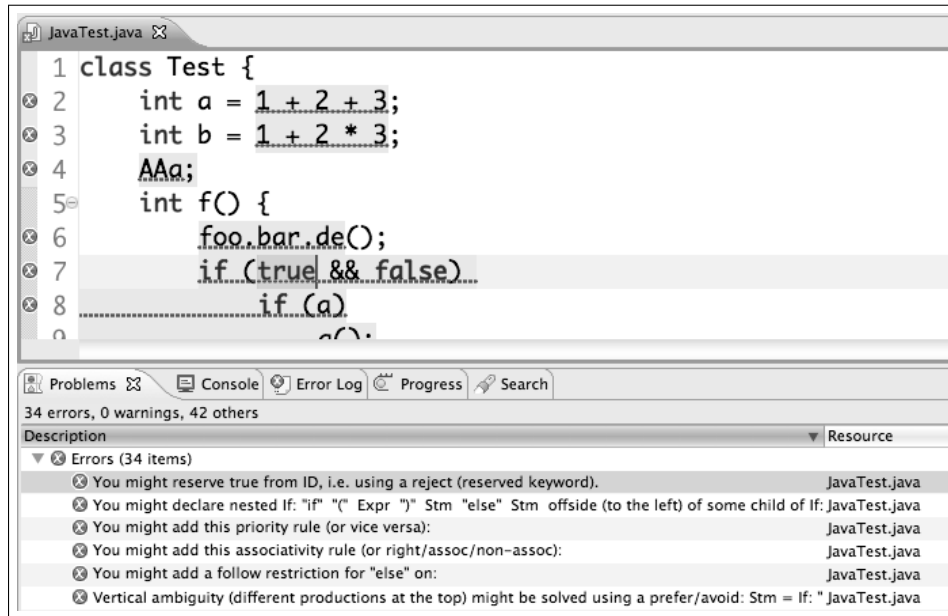 JavaTest.java
1 class Test {
2 int a = 1 + 2 + 3;
3 int b = 1 + 2 * 3;
4 AAa;
5 int f() {
6 foo.bar.de();
7 if (true && false)
8 if (a)
Problems Console Error Log Progress Search
34 errors, 0 warnings, 42 others
Description Resource
Errors (34 items)
You might reserve true from ID, i.e. using a reject (reserved keyword). JavaTest.java
You might declare nested If: "if" "(" Expr ")" Stm "else" Stm offside (to the left) of some child of If: JavaTest.java
You might add this priority rule (or vice versa): JavaTest.java
You might add this associativity rule (or right/assoc/non-assoc): JavaTest.java
You might add a follow restriction for "else" on: JavaTest.java
Vertical ambiguity (different productions at the top) might be solved using a prefer/avoid: Stm = If: " JavaTest.java